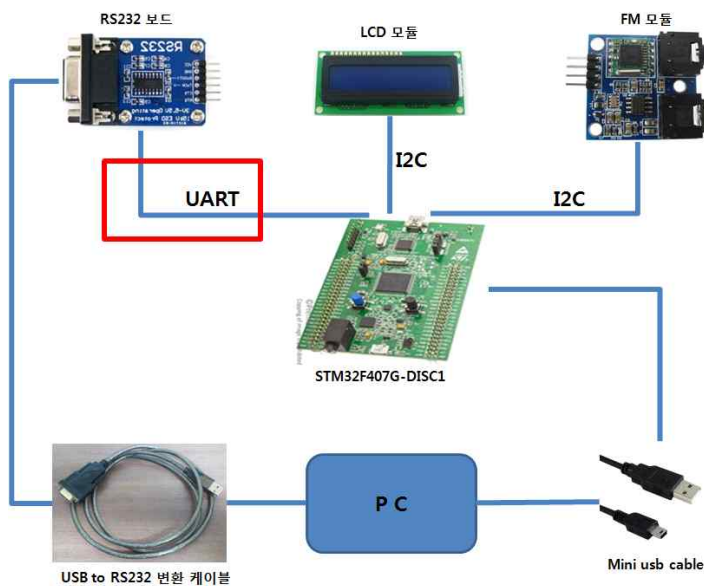 RS232 보드
LCD 모듈
FM 모듈
RS232
I2C
UART
I2C
STM32F407G-DISC1
P C
USB to RS232 변환 케이블
Mini usb cable